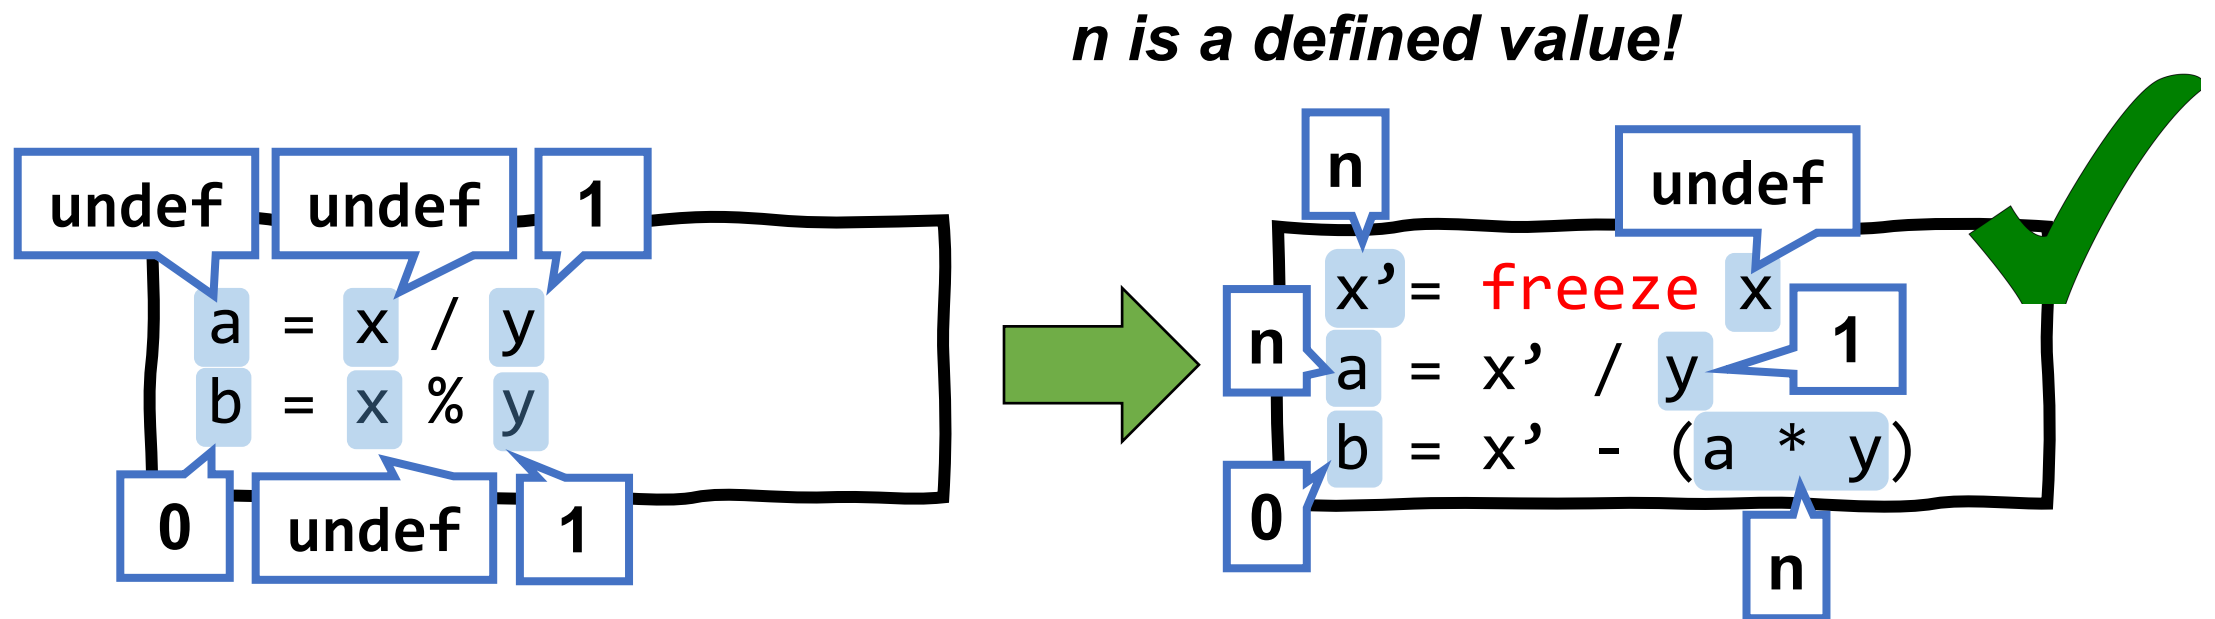 n is a defined value!
undef undef 1
a = x / y
b = x % y
0 undef 1
n undef
x’= freeze x
n 1
a = x’ / y
b = x’ - (a * y)
0 n